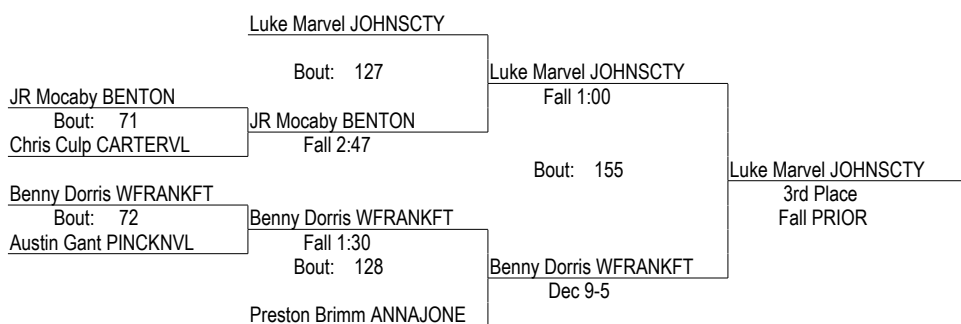 Luke Marvel JOHNSCTY
Bout: 127
Luke Marvel JOHNSCTY
Fall 1:00
JR Mocaby BENTON
Bout: 71
JR Mocaby BENTON
Chris Culp CARTERVL
Fall 2:47
Bout: 155
Luke Marvel JOHNSCTY
3rd Place
Fall PRIOR
Benny Dorris WFRANKFT
Bout: 72
Benny Dorris WFRANKFT
Austin Gant PINCKNVL
Fall 1:30
Bout: 128
Benny Dorris WFRANKFT
Dec 9-5
Preston Brimm ANNAJONE